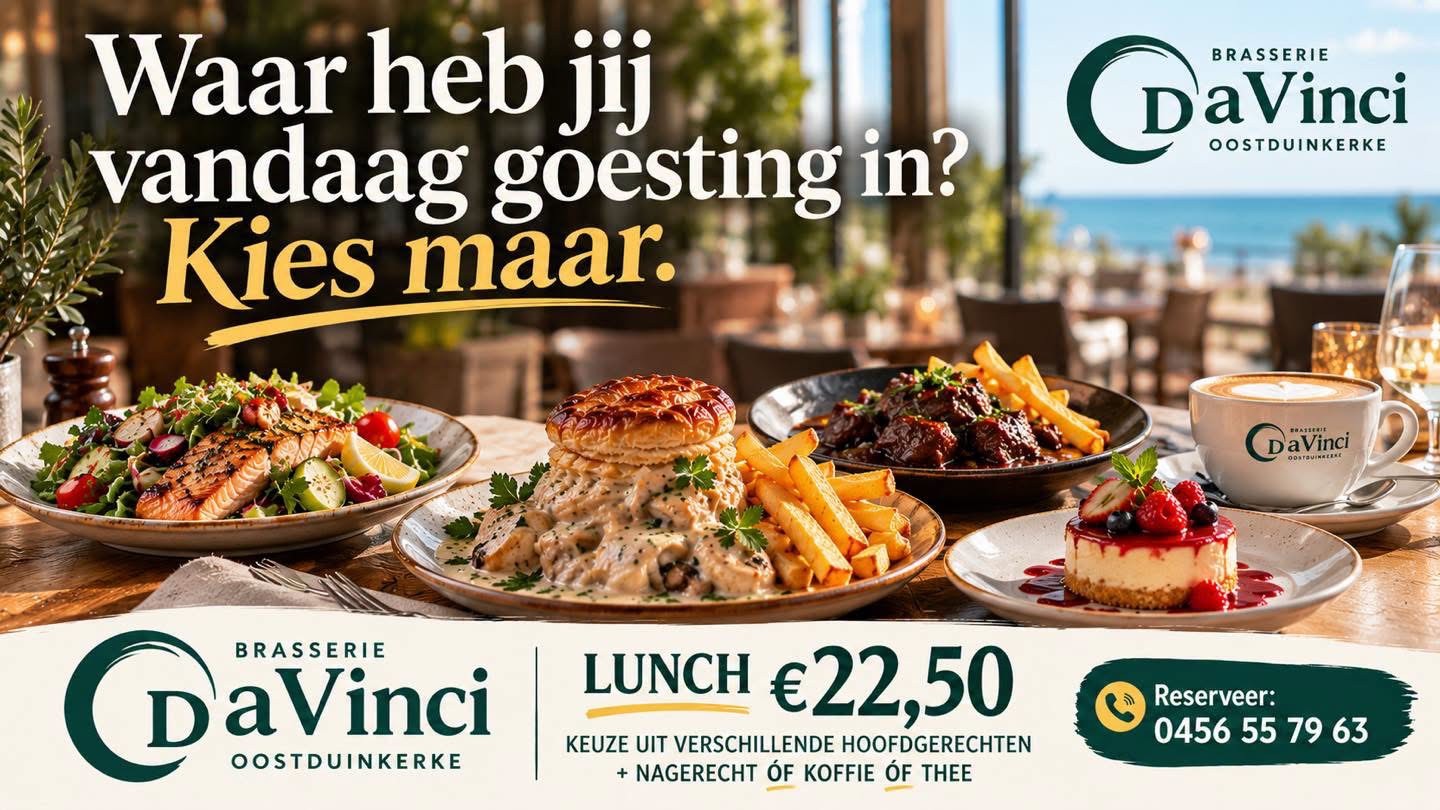 Waar heb jij
vandaag goesting in?
Kies maar.
BRASSERIE
DaVinci
OOSTDUINKERKE
BRASSERIE
DaVinci
OOSTDUINKERKE
BRASSERIE
DaVinci
OOSTDUINKERKE
LUNCH €22,50
KEUZE UIT VERSCHILLENDE HOOFDGERECHTEN
+ NAGERECHT ÓF KOFFIE ÓF THEE
Reserveer:
0456 55 79 63